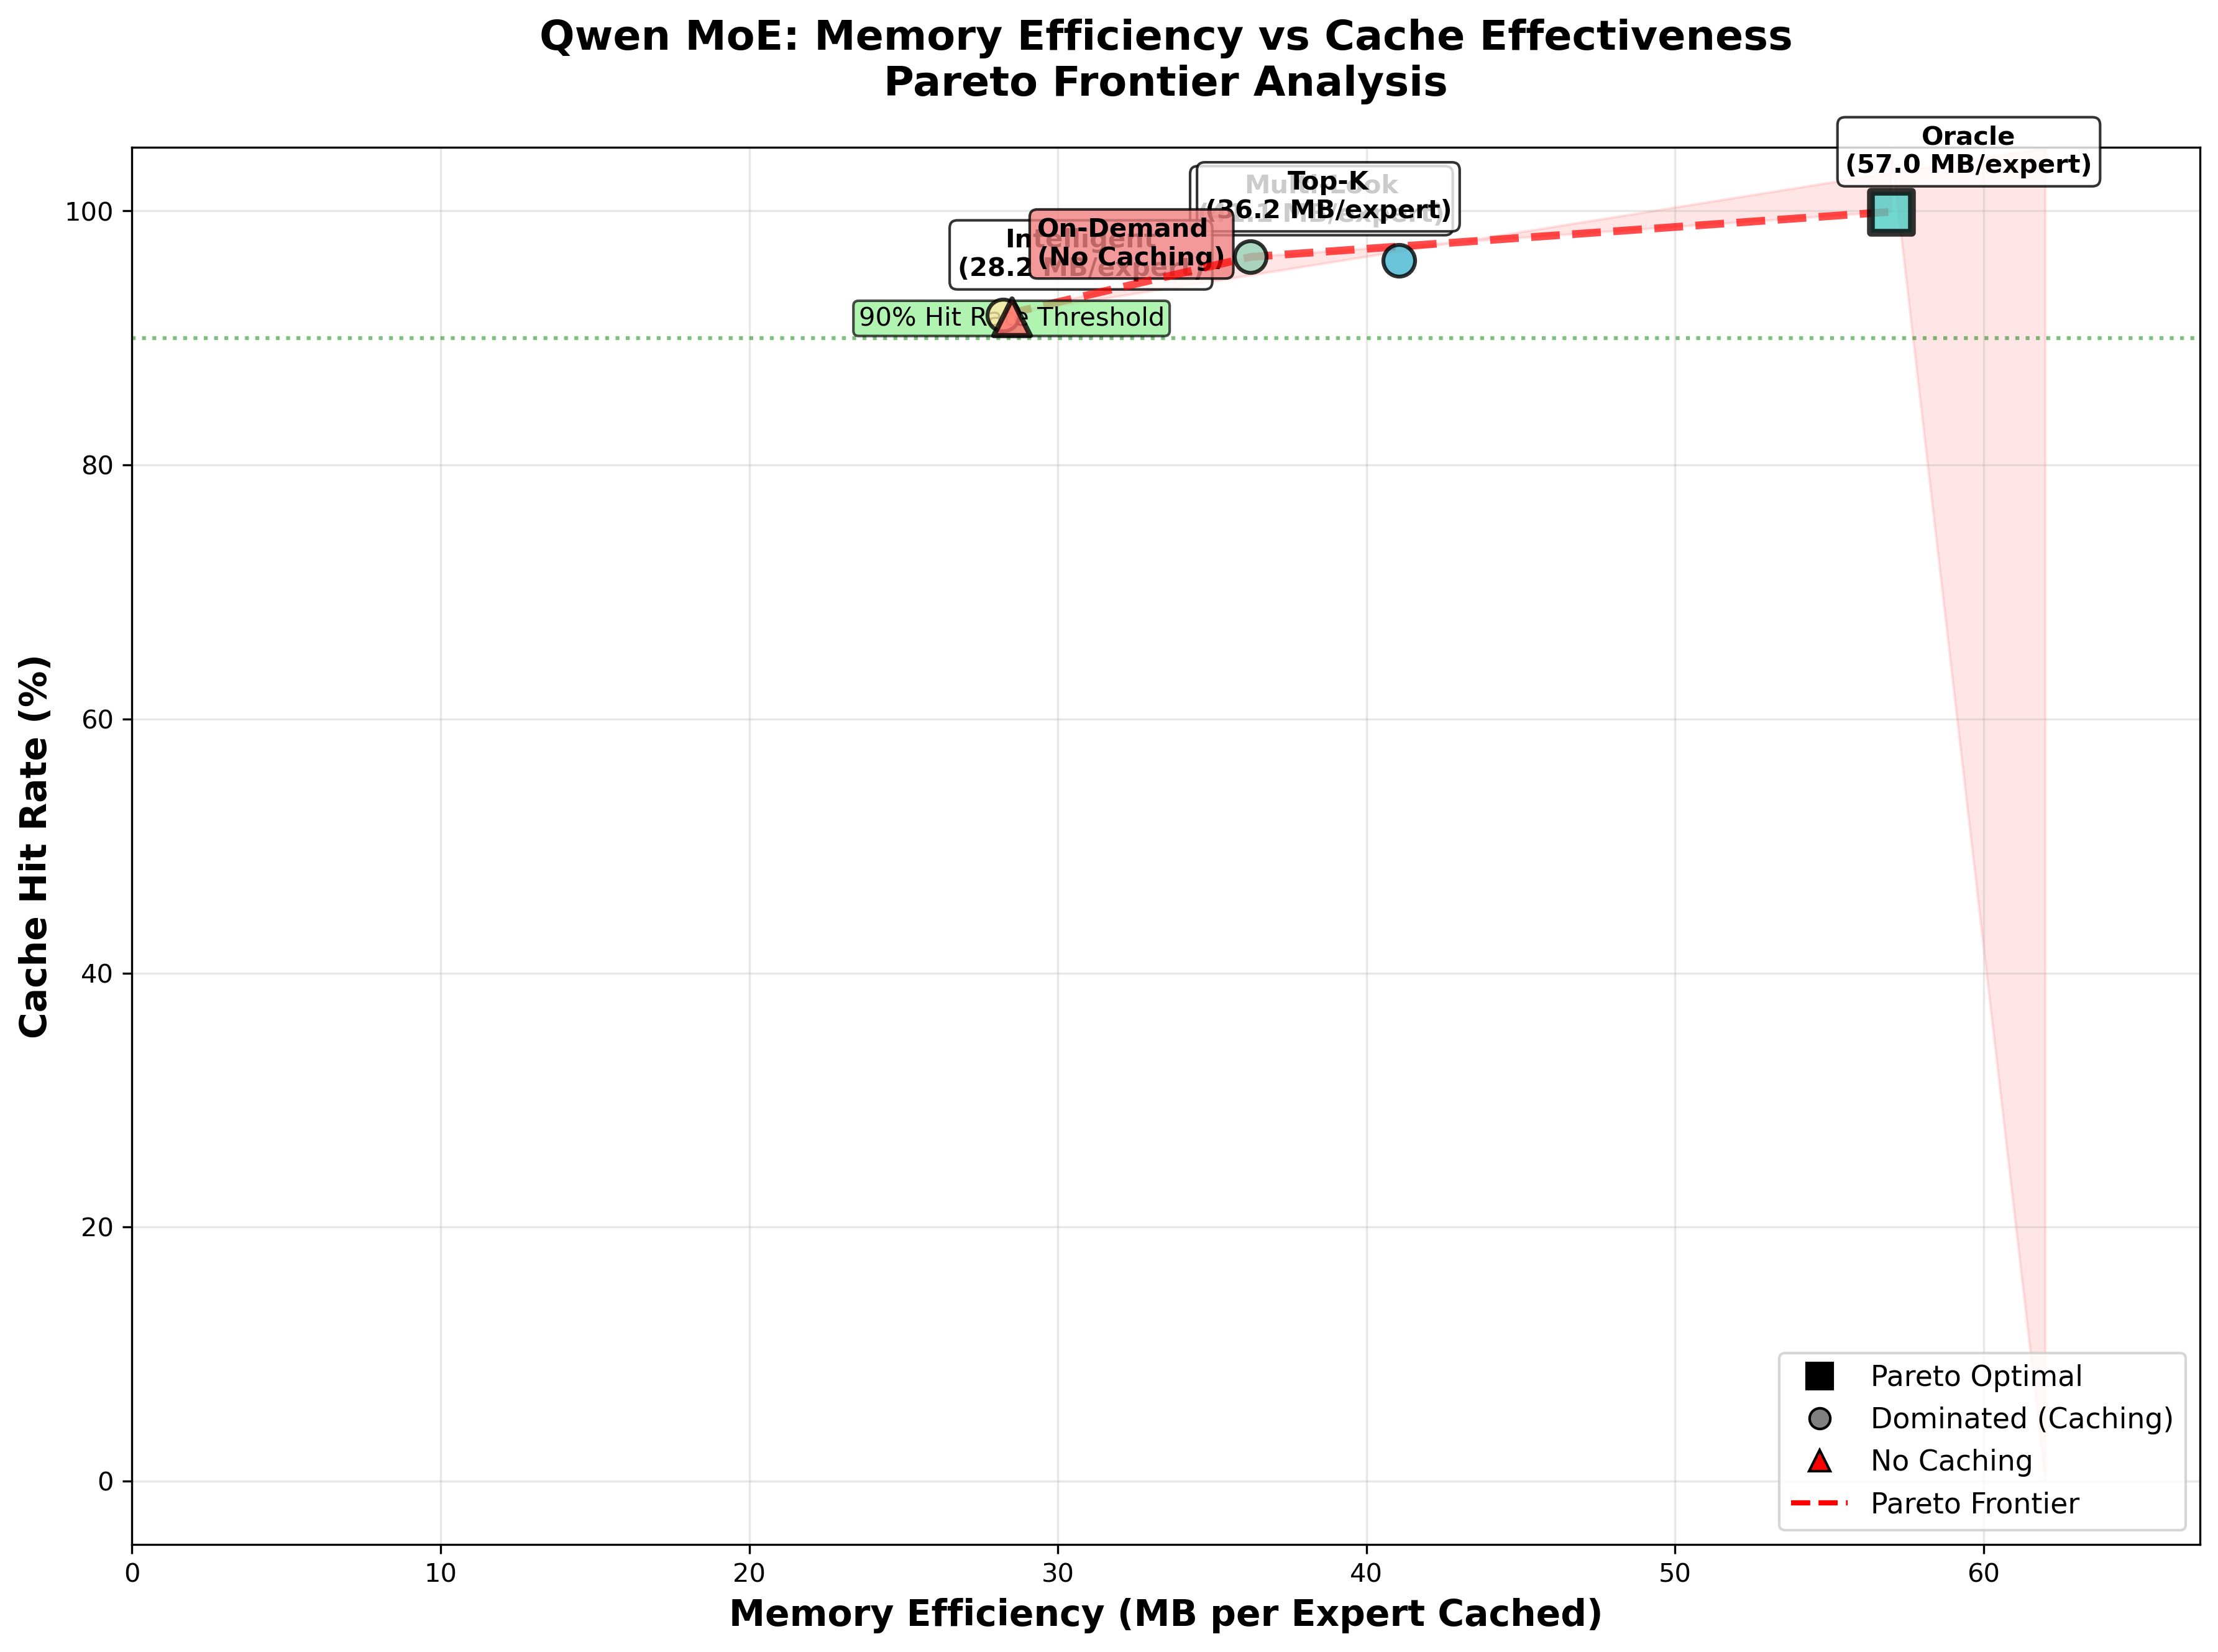 Qwen MoE: Memory Efficiency vs Cache Effectiveness
Pareto Frontier Analysis
Oracle
(57.0 MB/expert)
Top-K
(36.2 MB/expert)
On-Demand
(No Caching)
(28.2
90% Hit Threshold
Cache Hit Rate (%)
100
80
60
40
20
0
0 10 20 30 40 50 60
Memory Efficiency (MB per Expert Cached)
Pareto Optimal
Dominated (Caching)
No Caching
Pareto Frontier